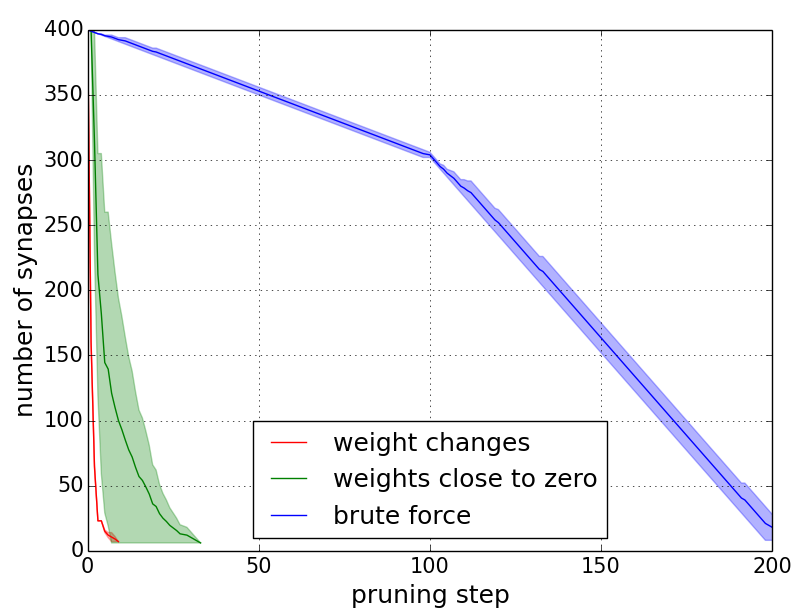 400
350
300
250
200
150
100
50
0
number of synapses
weight changes
weights close to zero
brute force
0 50 100 150 200
pruning step